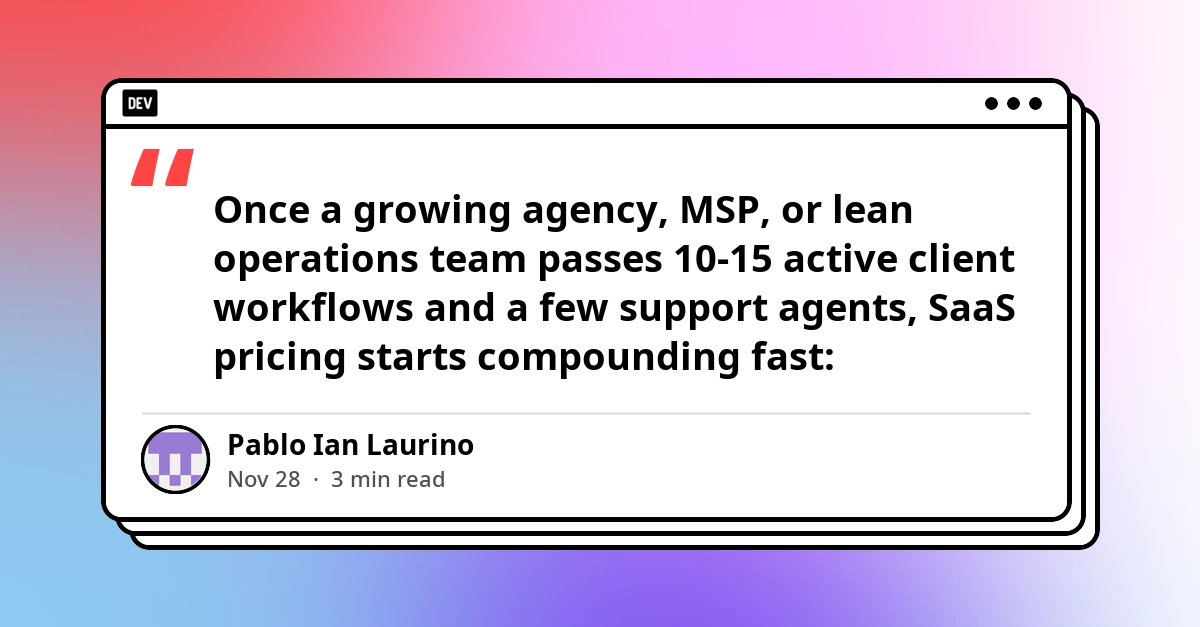 DEV
Once a growing agency, MSP, or lean
operations team passes 10-15 active client
workflows and a few support agents, SaaS
pricing starts compounding fast:
Pablo Ian Laurino
Nov 28 · 3 min read